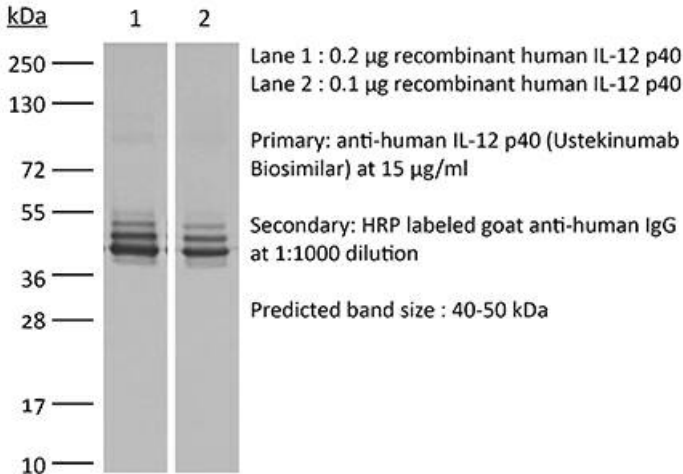 kDa
1 2
250
130
72
55
36
28
17
10
Lane 1 : 0.2 µg recombinant human IL-12 p40
Lane 2 : 0.1 µg recombinant human IL-12 p40
Primary: anti-human IL-12 p40 (Ustekinumab
Biosimilar) at 15 µg/ml
Secondary: HRP labeled goat anti-human IgG
at 1:1000 dilution
Predicted band size : 40-50 kDa